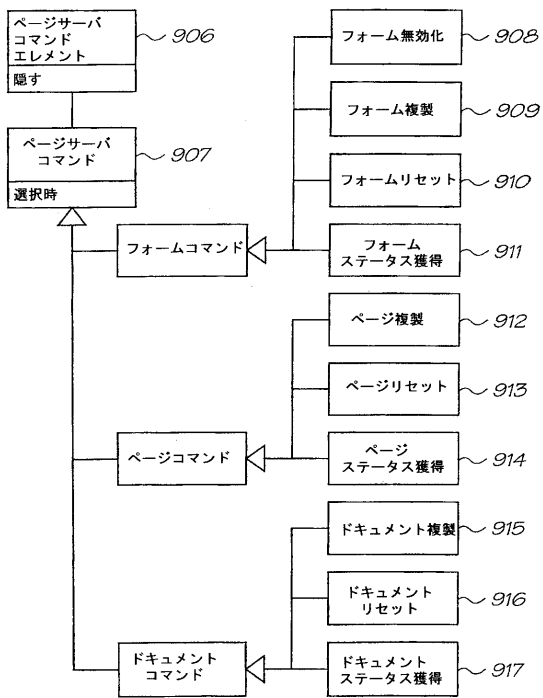 ページサーバ
コマンド
エレメント
906
隠す
ページサーバ
コマンド
907
選択時
フォームコマンド
フォーム無効化
908
フォーム複製
909
フォームリセット
910
フォーム
ステータス獲得
911
ページコマンド
ページ複製
912
ページリセット
913
ページ
ステータス獲得
914
ドキュメント
コマンド
ドキュメント複製
915
ドキュメント
リセット
916
ドキュメント
ステータス獲得
917